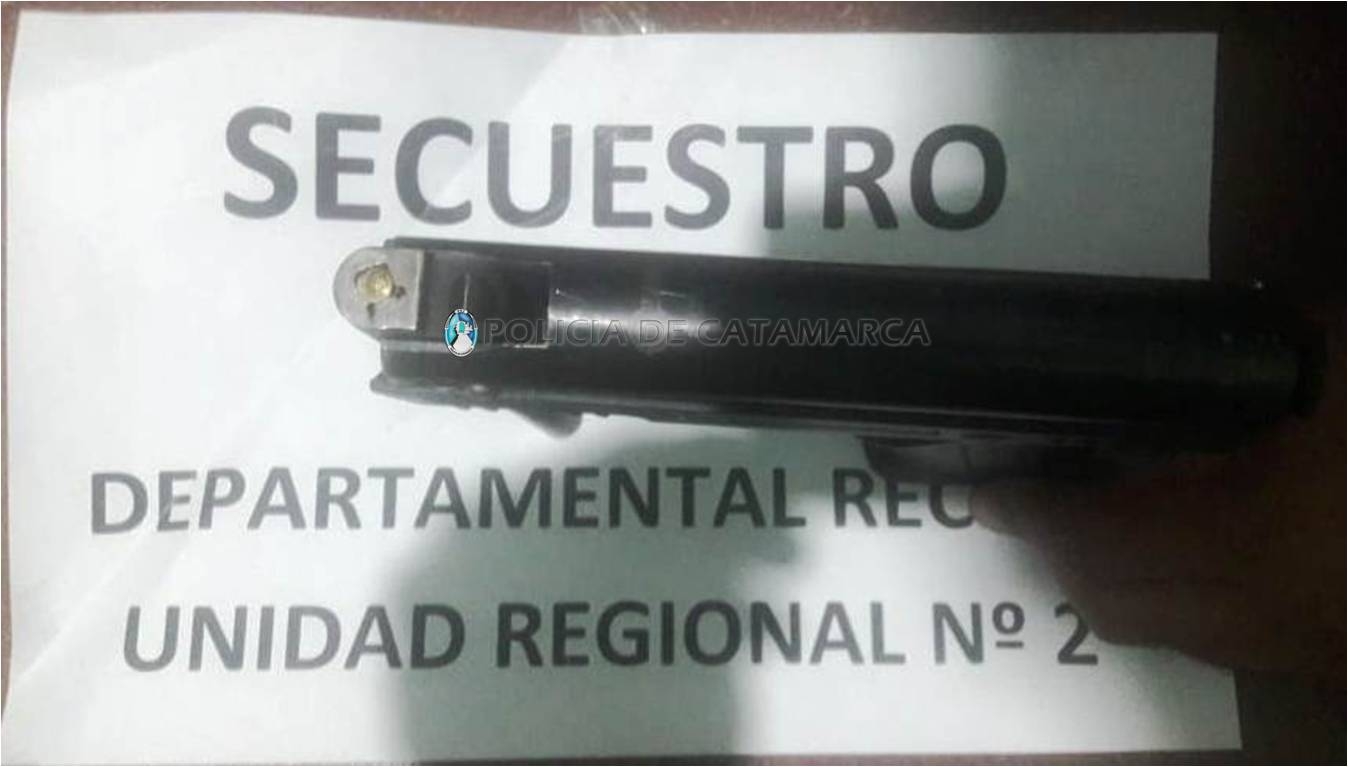 SECUESTRO
POLICIA DE CATAMARCA
DEPARTAMENTAL
UNIDAD REGIONAL Nº 2